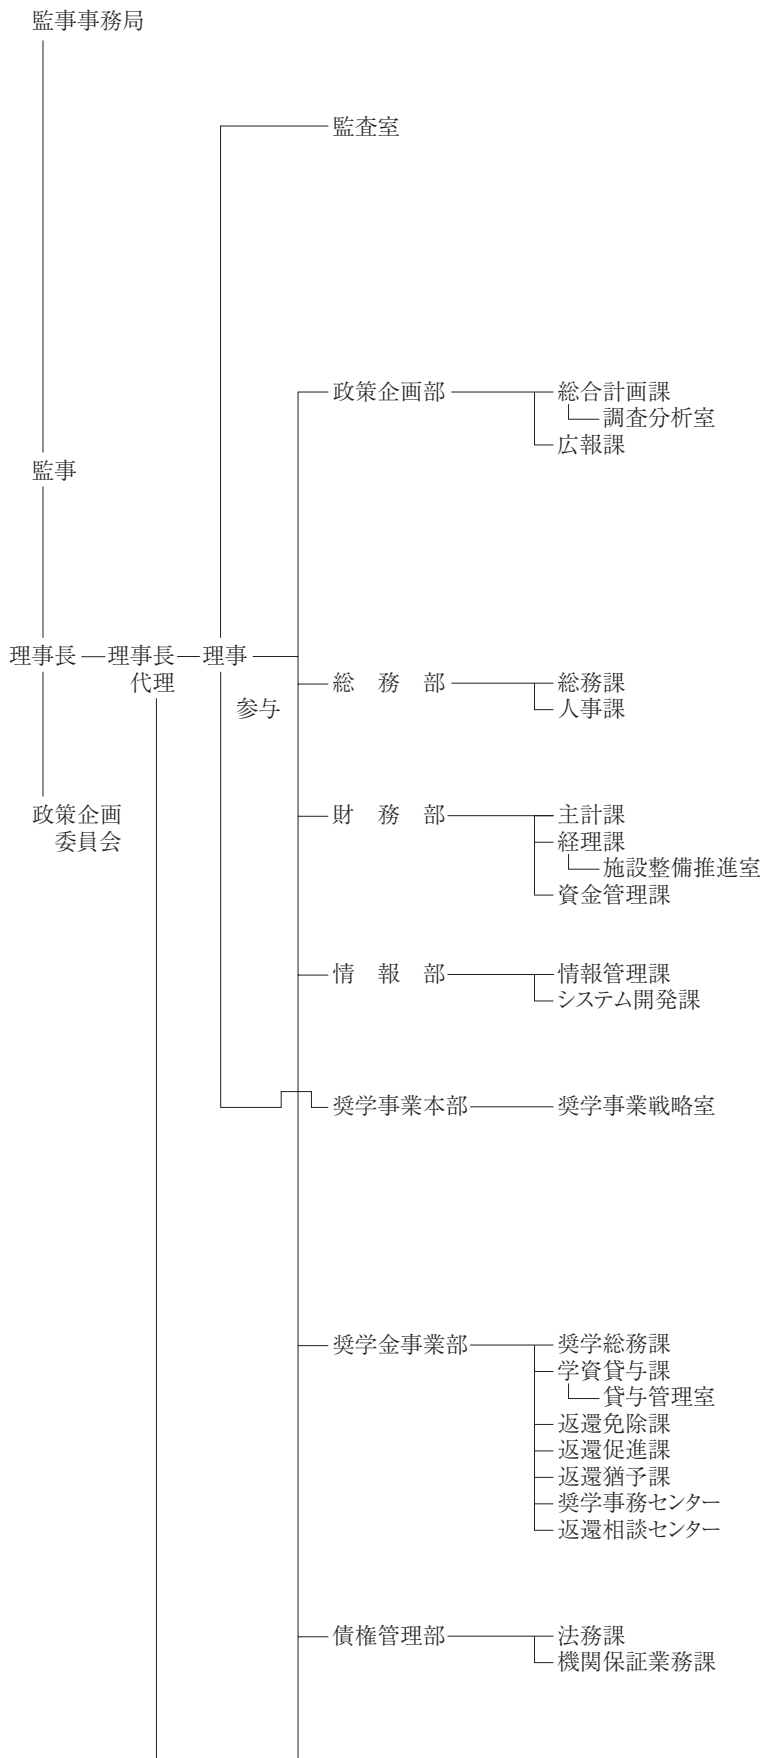 監事事務局
監査室
政策企画部
総合計画課
調査分析室
広報課
監事
理事長
理事長
代理
理事
参与
総　務　部
総務課
人事課
政策企画
委員会
財　務　部
主計課
経理課
施設整備推進室
資金管理課
情　報　部
情報管理課
システム開発課
奨学事業本部
奨学事業戦略室
奨学金事業部
奨学総務課
学資貸与課
貸与管理室
返還免除課
返還促進課
返還猶予課
奨学事務センター
返還相談センター
債権管理部
法務課
機関保証業務課